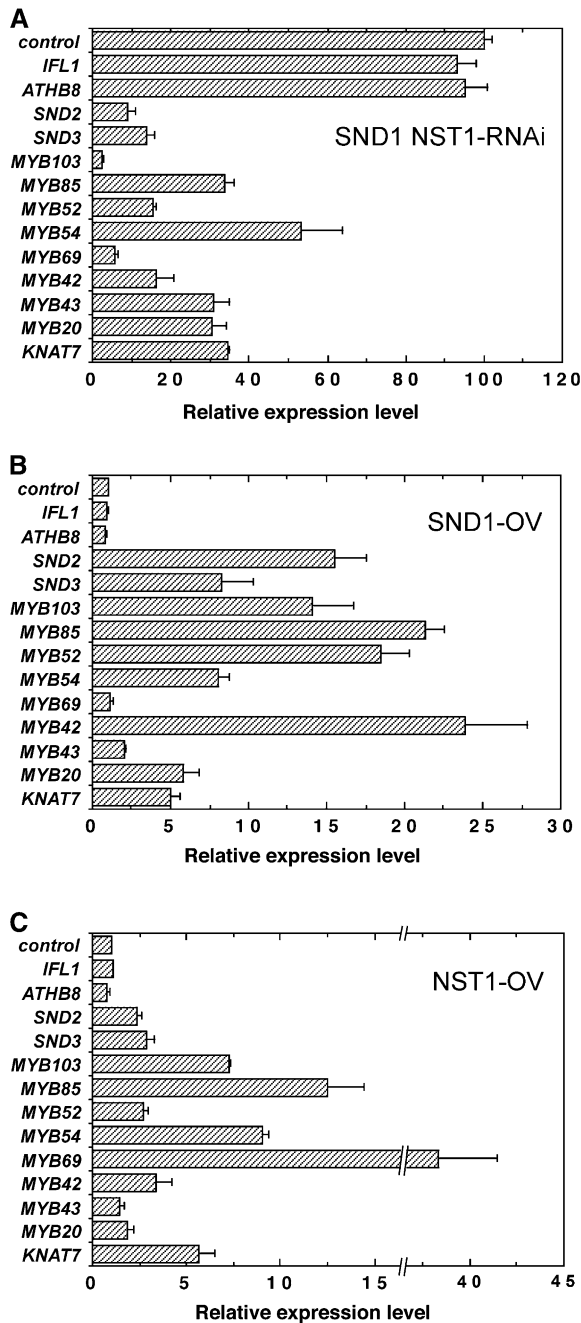 A
control
IFL1
ATHB8
SND2
SND3
SND1 NST1-RNAi
MYB103
MYB85
MYB52
MYB54
MYB69
MYB42
MYB43
MYB20
KNAT7
0 20 40 60 80 100 120
Relative expression level
B
control
IFL1
SND1-OV
ATHB8
SND2
SND3
MYB103
MYB85
MYB52
MYB54
MYB69
MYB42
MYB43
MYB20
KNAT7
0 5 10 15 20 25 30
Relative expression level
C
control
IFL1
NST1-OV
ATHB8
SND2
SND3
MYB103
MYB85
MYB52
MYB54
MYB69
MYB42
MYB43
MYB20
KNAT7
0 5 10 15 40 45
Relative expression level